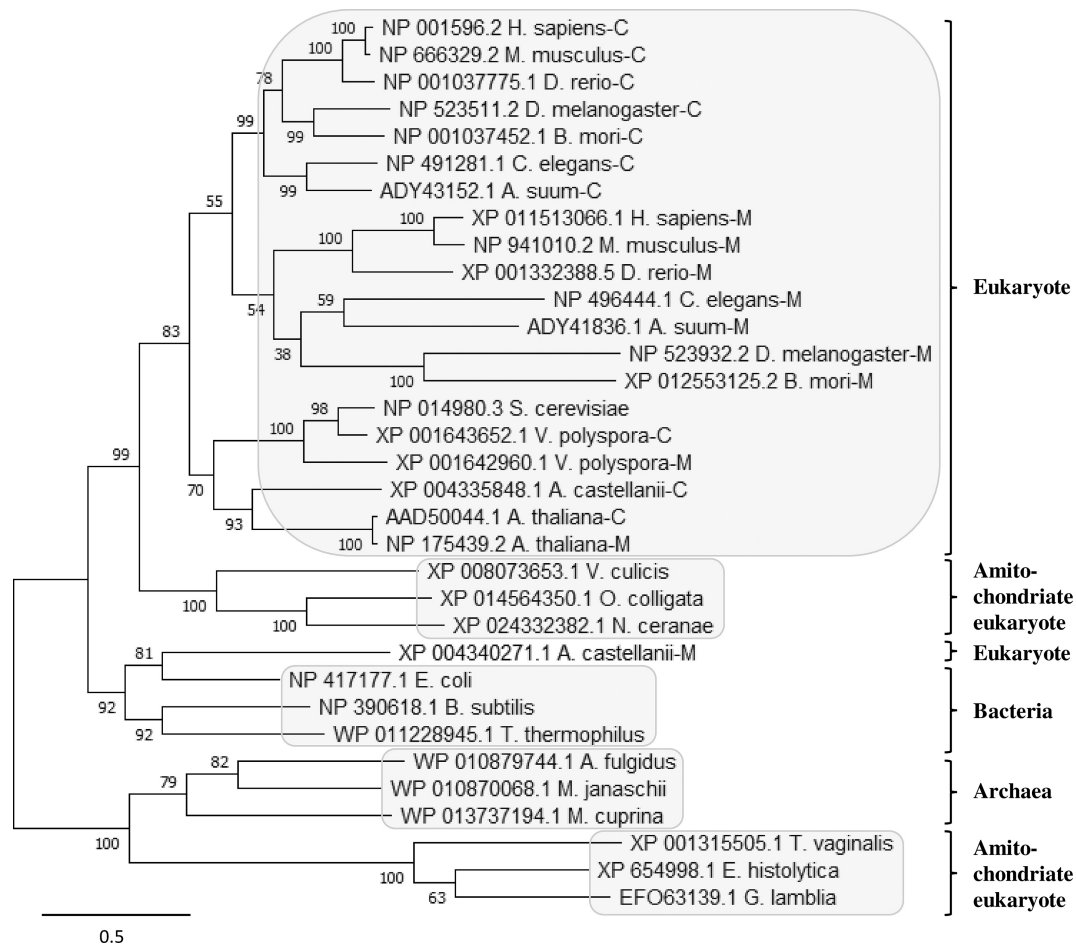 100
NP 001596.2 H. sapiens-C
100
NP 666329.2 M. musculus-C
78
NP 001037775.1 D. rerio-C
NP 523511.2 D. melanogaster-C
99
99
NP 001037452.1 B. mori-C
NP 491281.1 C. elegans-C
99
ADY43152.1 A. suum-C
55
100
XP 011513066.1 H. sapiens-M
100
NP 941010.2 M. musculus-M
XP 001332388.5 D. rerio-M
Eukaryote
59
NP 496444.1 C. elegans-M
54
ADY41836.1 A. suum-M
83
38
NP 523932.2 D. melanogaster-M
100
XP 012553125.2 B. mori-M
98
NP 014980.3 S. cerevisiae
100
XP 001643652.1 V. polyspora-C
99
XP 001642960.1 V. polyspora-M
70
XP 004335848.1 A. castellanii-C
93
AAD50044.1 A. thaliana-C
100
NP 175439.2 A. thaliana-M
XP 008073653.1 V. culicis
100
XP 014564350.1 O. colligata
100
XP 024332382.1 N. ceranae
Amito-
chondriate
eukaryote
81
XP 004340271.1 A. castellanii-M
Eukaryote
NP 417177.1 E. coli
92
NP 390618.1 B. subtilis
92
WP 011228945.1 T. thermophilus
Bacteria
82
WP 010879744.1 A. fulgidus
79
WP 010870068.1 M. janaschii
WP 013737194.1 M. cuprina
Archaea
100
XP 001315505.1 T. vaginalis
100
XP 654998.1 E. histolytica
63
EFO63139.1 G. lamblia
Amito-
chondriate
eukaryote
0.5